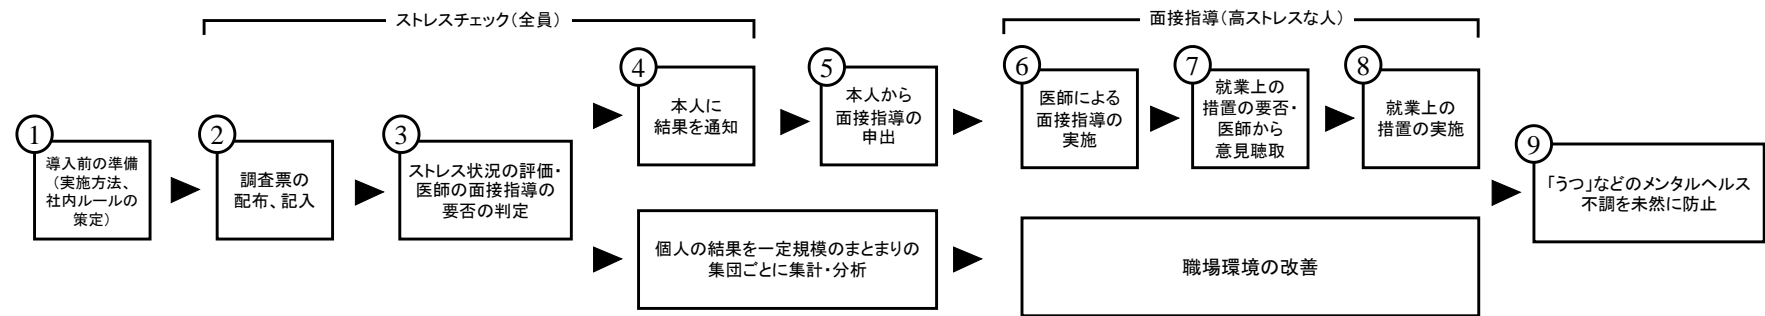 ストレスチェック(全員)
面接指導(高ストレスな人)
1
導入前の準備
(実施方法、
社内ルールの
策定)
2
調査票の
配布、記入
3
ストレス状況の評価・
医師の面接指導の
要否の判定
4
本人に
結果を通知
5
本人から
面接指導の
申出
6
医師による
面接指導の
実施
7
就業上の
措置の要否・
医師から
意見聴取
8
就業上の
措置の実施
個人の結果を一定規模のまとまりの
集団ごとに集計・分析
職場環境の改善
9
「うつ」などのメンタルヘルス
不調を未然に防止